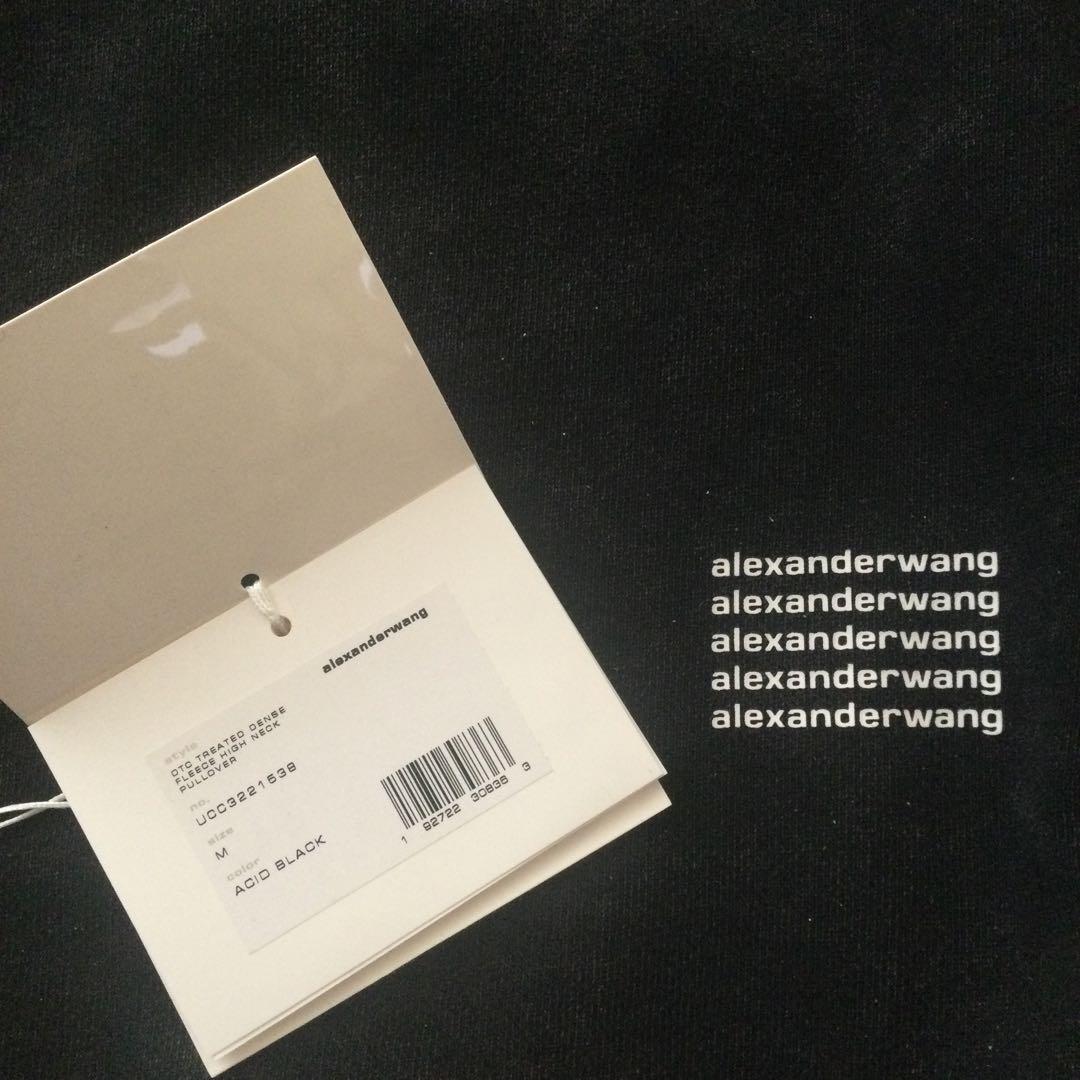 alexanderwang
style
OTC TREATED DENSE
FLEECE HIGH NECK
PULLOVER
no.
UCC3221539
size
M
color
ACID BLACK
1 92722 30836 3
alexanderwang
alexanderwang
alexanderwang
alexanderwang
alexanderwang